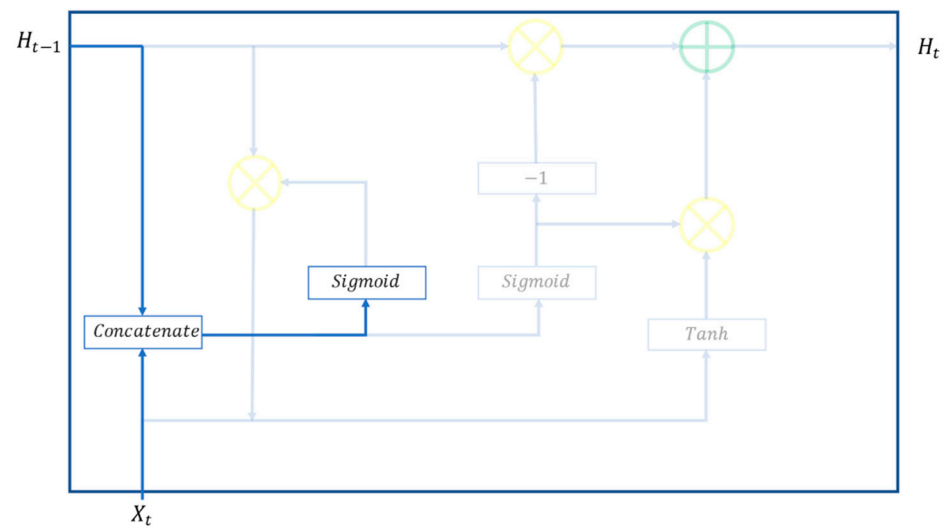 H_{t−1}
H_t
−1
Sigmoid
Sigmoid
Concatenate
Tanh
X_t